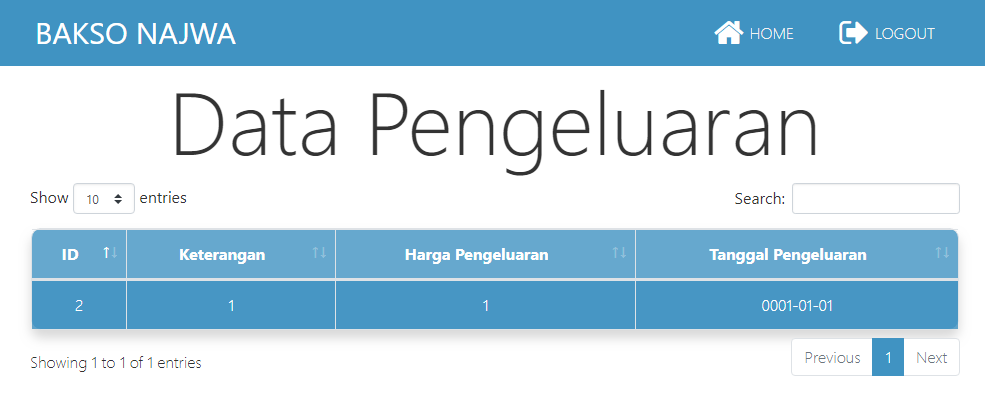 BAKSO NAJWA HOME LOGOUT
Data Pengeluaran
Show 10 entries Search:
ID Keterangan Harga Pengeluaran Tanggal Pengeluaran
2 1 1 0001-01-01
Showing 1 to 1 of 1 entries Previous 1 Next